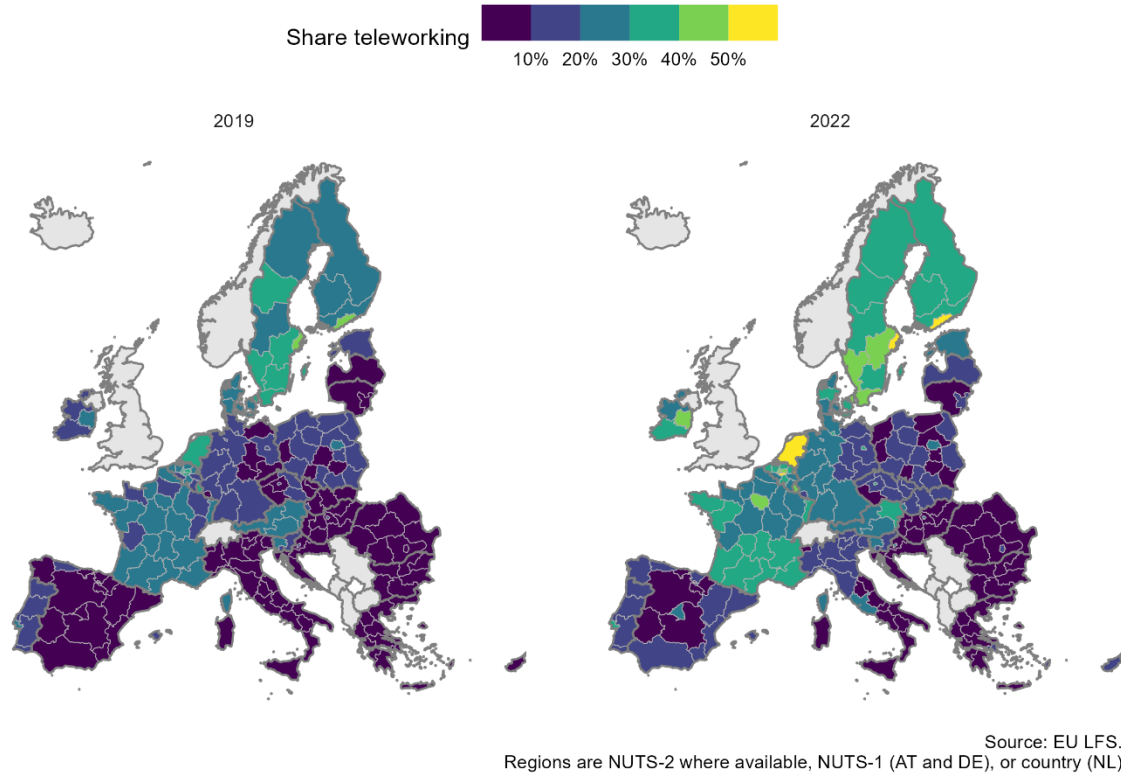 Share teleworking
10% 20% 30% 40% 50%
2019
2022
Source: EU LFS.
Regions are NUTS-2 where available, NUTS-1 (AT and DE), or country (NL)